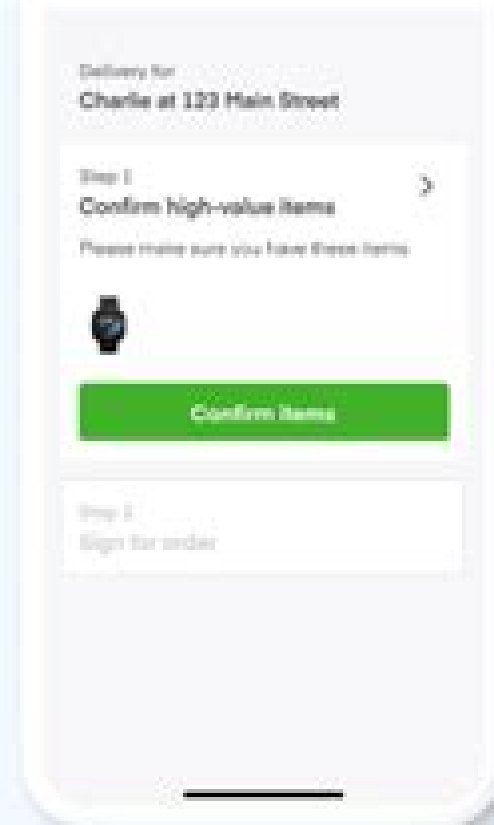 Delivery for
Charlie at 123 Main Street
Step 1
Confirm high-value items
Please make sure you have these items
Confirm items
Step 2
Sign for order